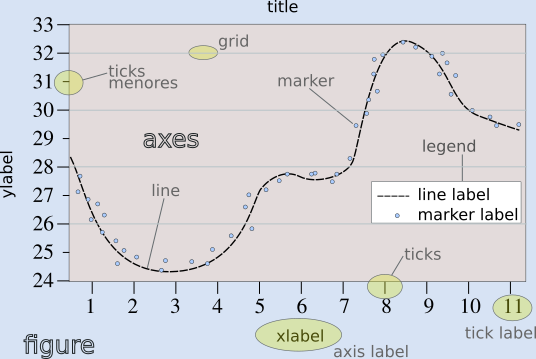 title
33
32
31
30
29
28
27
26
25
24
ylabel
grid
ticks
menores
axes
marker
line
legend
line label
marker label
ticks
1 2 3 4 5 6 7 8 9 10 11
xlabel
tick label
axis label
figure